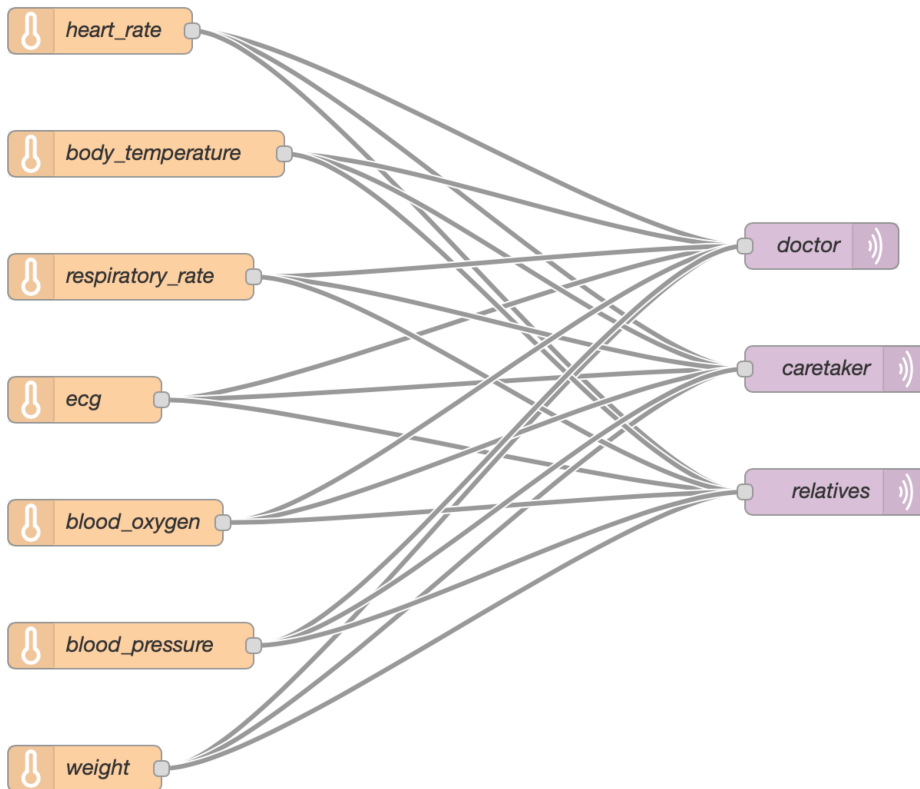 heart_rate
body_temperature
respiratory_rate
ecg
blood_oxygen
blood_pressure
weight
doctor
caretaker
relatives